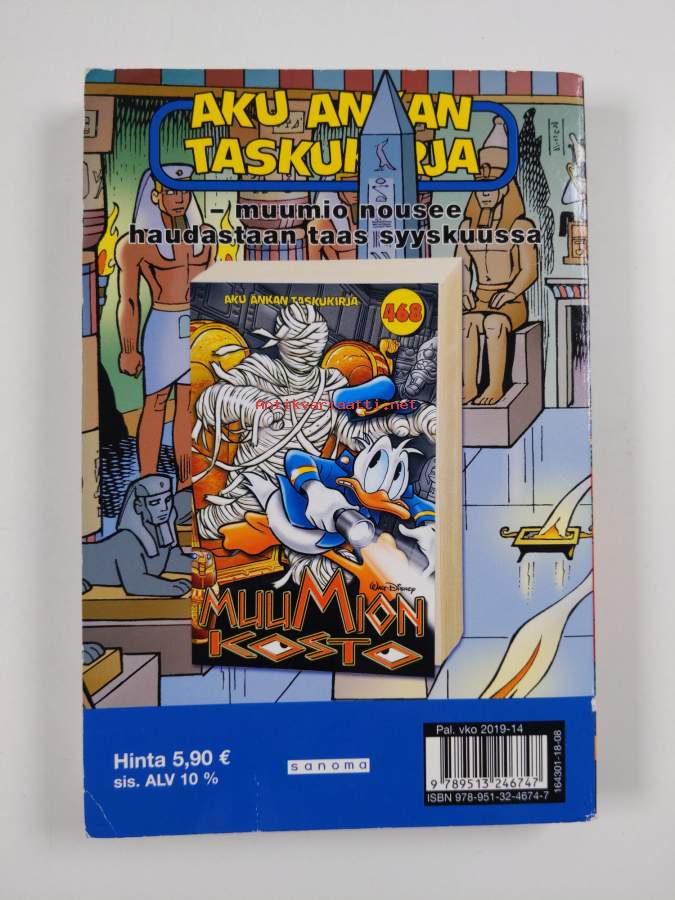 AKU ANKAN
TASKUKIRJA
– muumio nousee
haudastaan taas syyskuussa
AKU ANKAN TASKUKIRJA
468
Antikvariaatti.net
Walt Disney
MUUMION
KOSTO
Hinta 5,90 €
sis. ALV 10 %
sanoma
Pal. vko 2019-14
9 789513 246747
ISBN 978-951-32-4674-7
164301-18-08